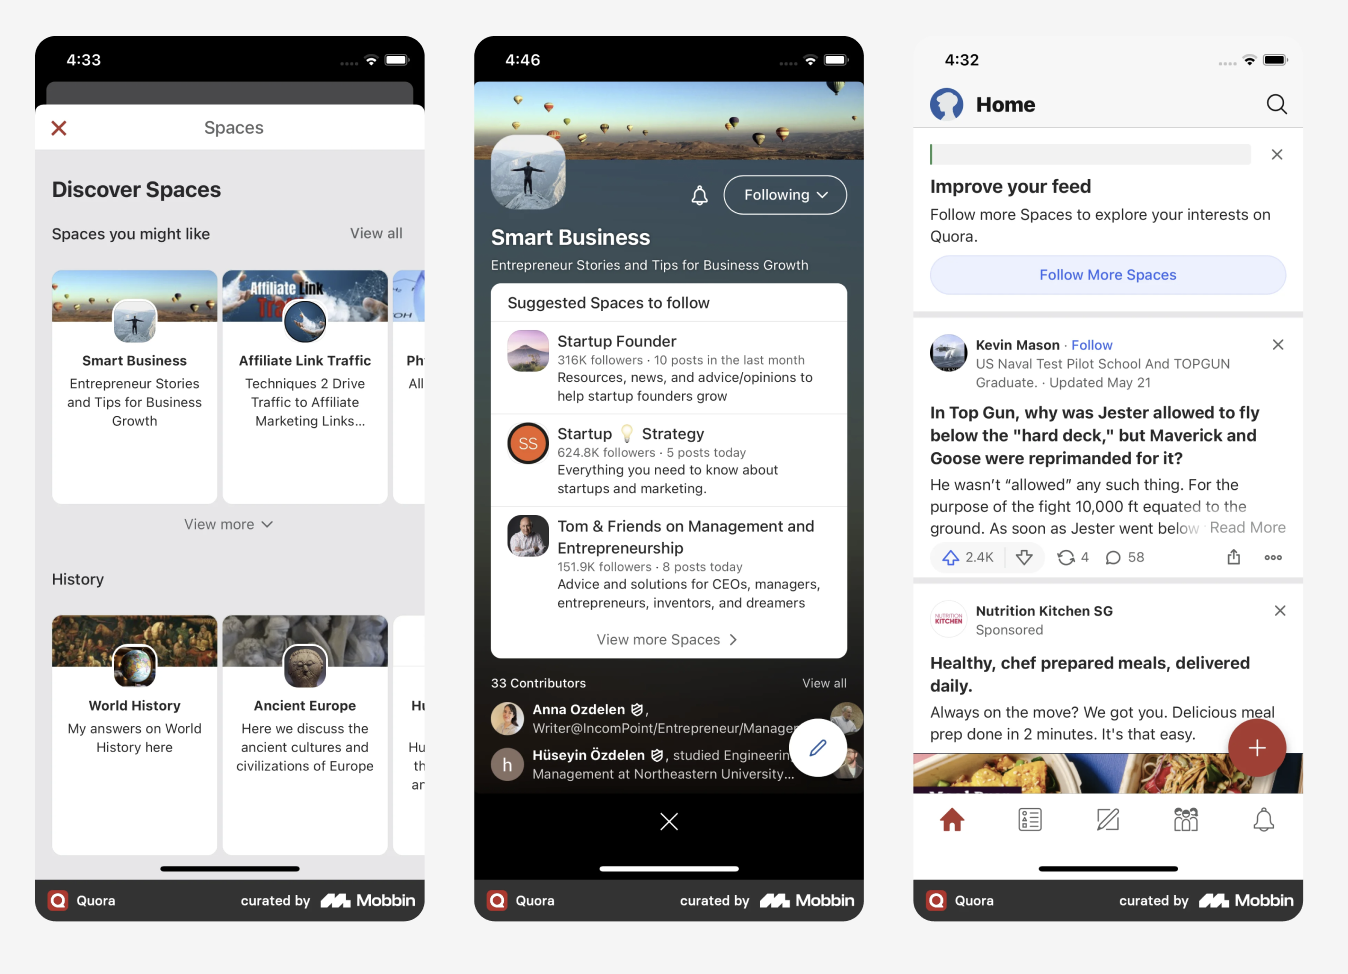 4:33
Spaces
Discover Spaces
Spaces you might like
View all
Smart Business
Entrepreneur Stories
and Tips for Business
Growth
Affiliate Link
Affiliate Link Traffic
Techniques 2 Drive
Traffic to Affiliate
Marketing Links...
OH
View more
History
World History
My answers on World
History here
Ancient Europe
Here we discuss the
ancient cultures and
civilizations of Europe
Quora
curated by
Mobbin
4:46
Following
Smart Business
Entrepreneur Stories and Tips for Business Growth
Suggested Spaces to follow
Startup Founder
316K followers · 10 posts in the last month
Resources, news, and advice/opinions to
help startup founders grow
SS
Startup 💡 Strategy
624.8K followers · 5 posts today
Everything you need to know about
startups and marketing.
Tom & Friends on Management and
Entrepreneurship
151.9K followers · 8 posts today
Advice and solutions for CEOs, managers,
entrepreneurs, inventors, and dreamers
View more Spaces
33 Contributors
View all
Anna Ozdelen ,
Writer@IncomPoint/Entrepreneur/Manager
h
Hüseyin Özdelen , studied Engineering
Management at Northeastern University...
Quora
curated by
Mobbin
4:32
Home
Improve your feed
Follow more Spaces to explore your interests on
Quora.
Follow More Spaces
Kevin Mason · Follow
US Naval Test Pilot School And TOPGUN
Graduate. · Updated May 21
In Top Gun, why was Jester allowed to fly
below the "hard deck," but Maverick and
Goose were reprimanded for it?
He wasn’t “allowed” any such thing. For the
purpose of the fight 10,000 ft equated to the
ground. As soon as Jester went below Read More
2.4K
4
58
NUTRITION
KITCHEN
Nutrition Kitchen SG
Sponsored
Healthy, chef prepared meals, delivered
daily.
Always on the move? We got you. Delicious meal
prep done in 2 minutes. It's that easy.
Quora
curated by
Mobbin